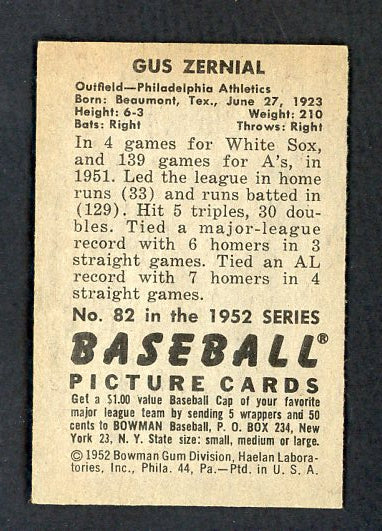 GUS ZERNIAL
Outfield—Philadelphia Athletics
Born: Beaumont, Tex., June 27, 1923
Height: 6-3 Weight: 210
Bats: Right Throws: Right
In 4 games for White Sox,
and 139 games for A's, in
1951. Led the league in home
runs (33) and runs batted in
(129). Hit 5 triples, 30 dou-
bles. Tied a major-league
record with 6 homers in 3
straight games. Tied an AL
record with 7 homers in 4
straight games.
No. 82 in the 1952 SERIES
BASEBALL®
PICTURE CARDS
Get a $1.00 value Baseball Cap of your favorite
major league team by sending 5 wrappers and 50
cents to BOWMAN Baseball, P. O. BOX 234, New
York 23, N. Y. State size: small, medium or large.
© 1952 Bowman Gum Division, Haelan Labora-
tories, Inc., Phila. 44, Pa.—Ptd. in U. S. A.